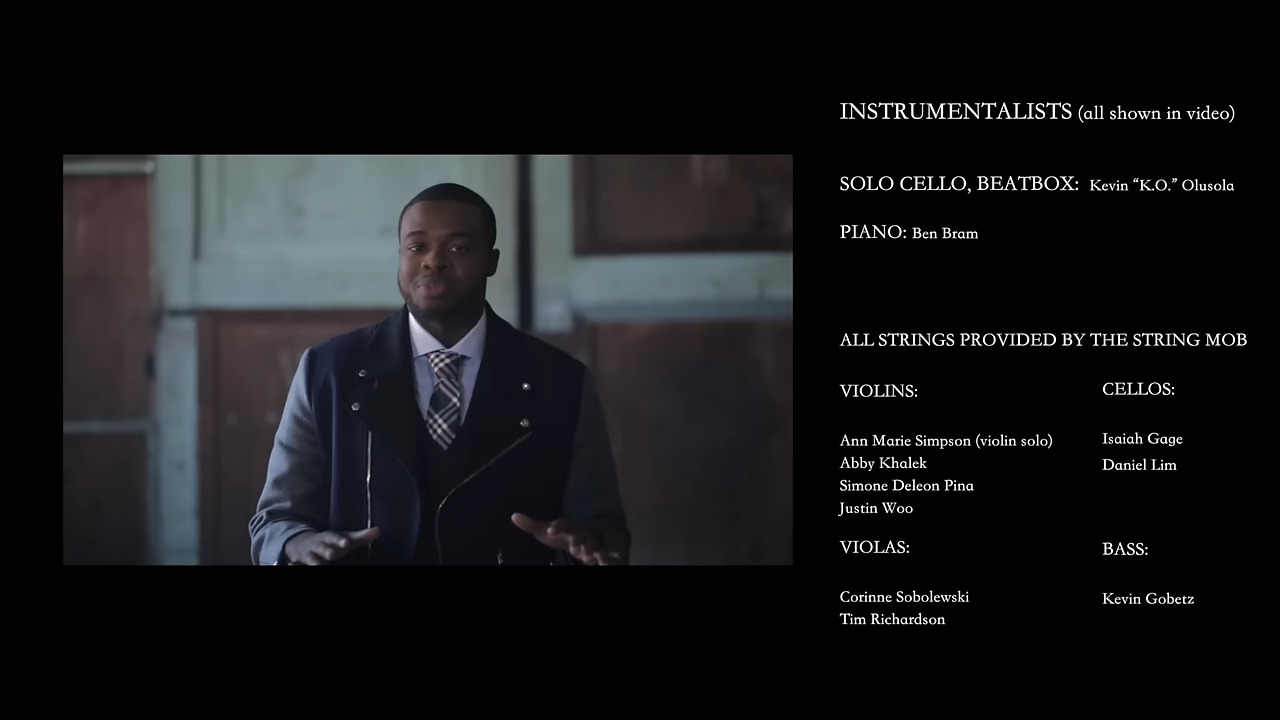 INSTRUMENTALISTS (all shown in video)
SOLO CELLO, BEATBOX: Kevin “K.O.” Olusola
PIANO: Ben Bram
ALL STRINGS PROVIDED BY THE STRING MOB
VIOLINS:
Ann Marie Simpson (violin solo)
Abby Khalek
Simone Deleon Pina
Justin Woo
CELLOS:
Isaiah Gage
Daniel Lim
VIOLAS:
Corinne Sobolewski
Tim Richardson
BASS:
Kevin Gobetz